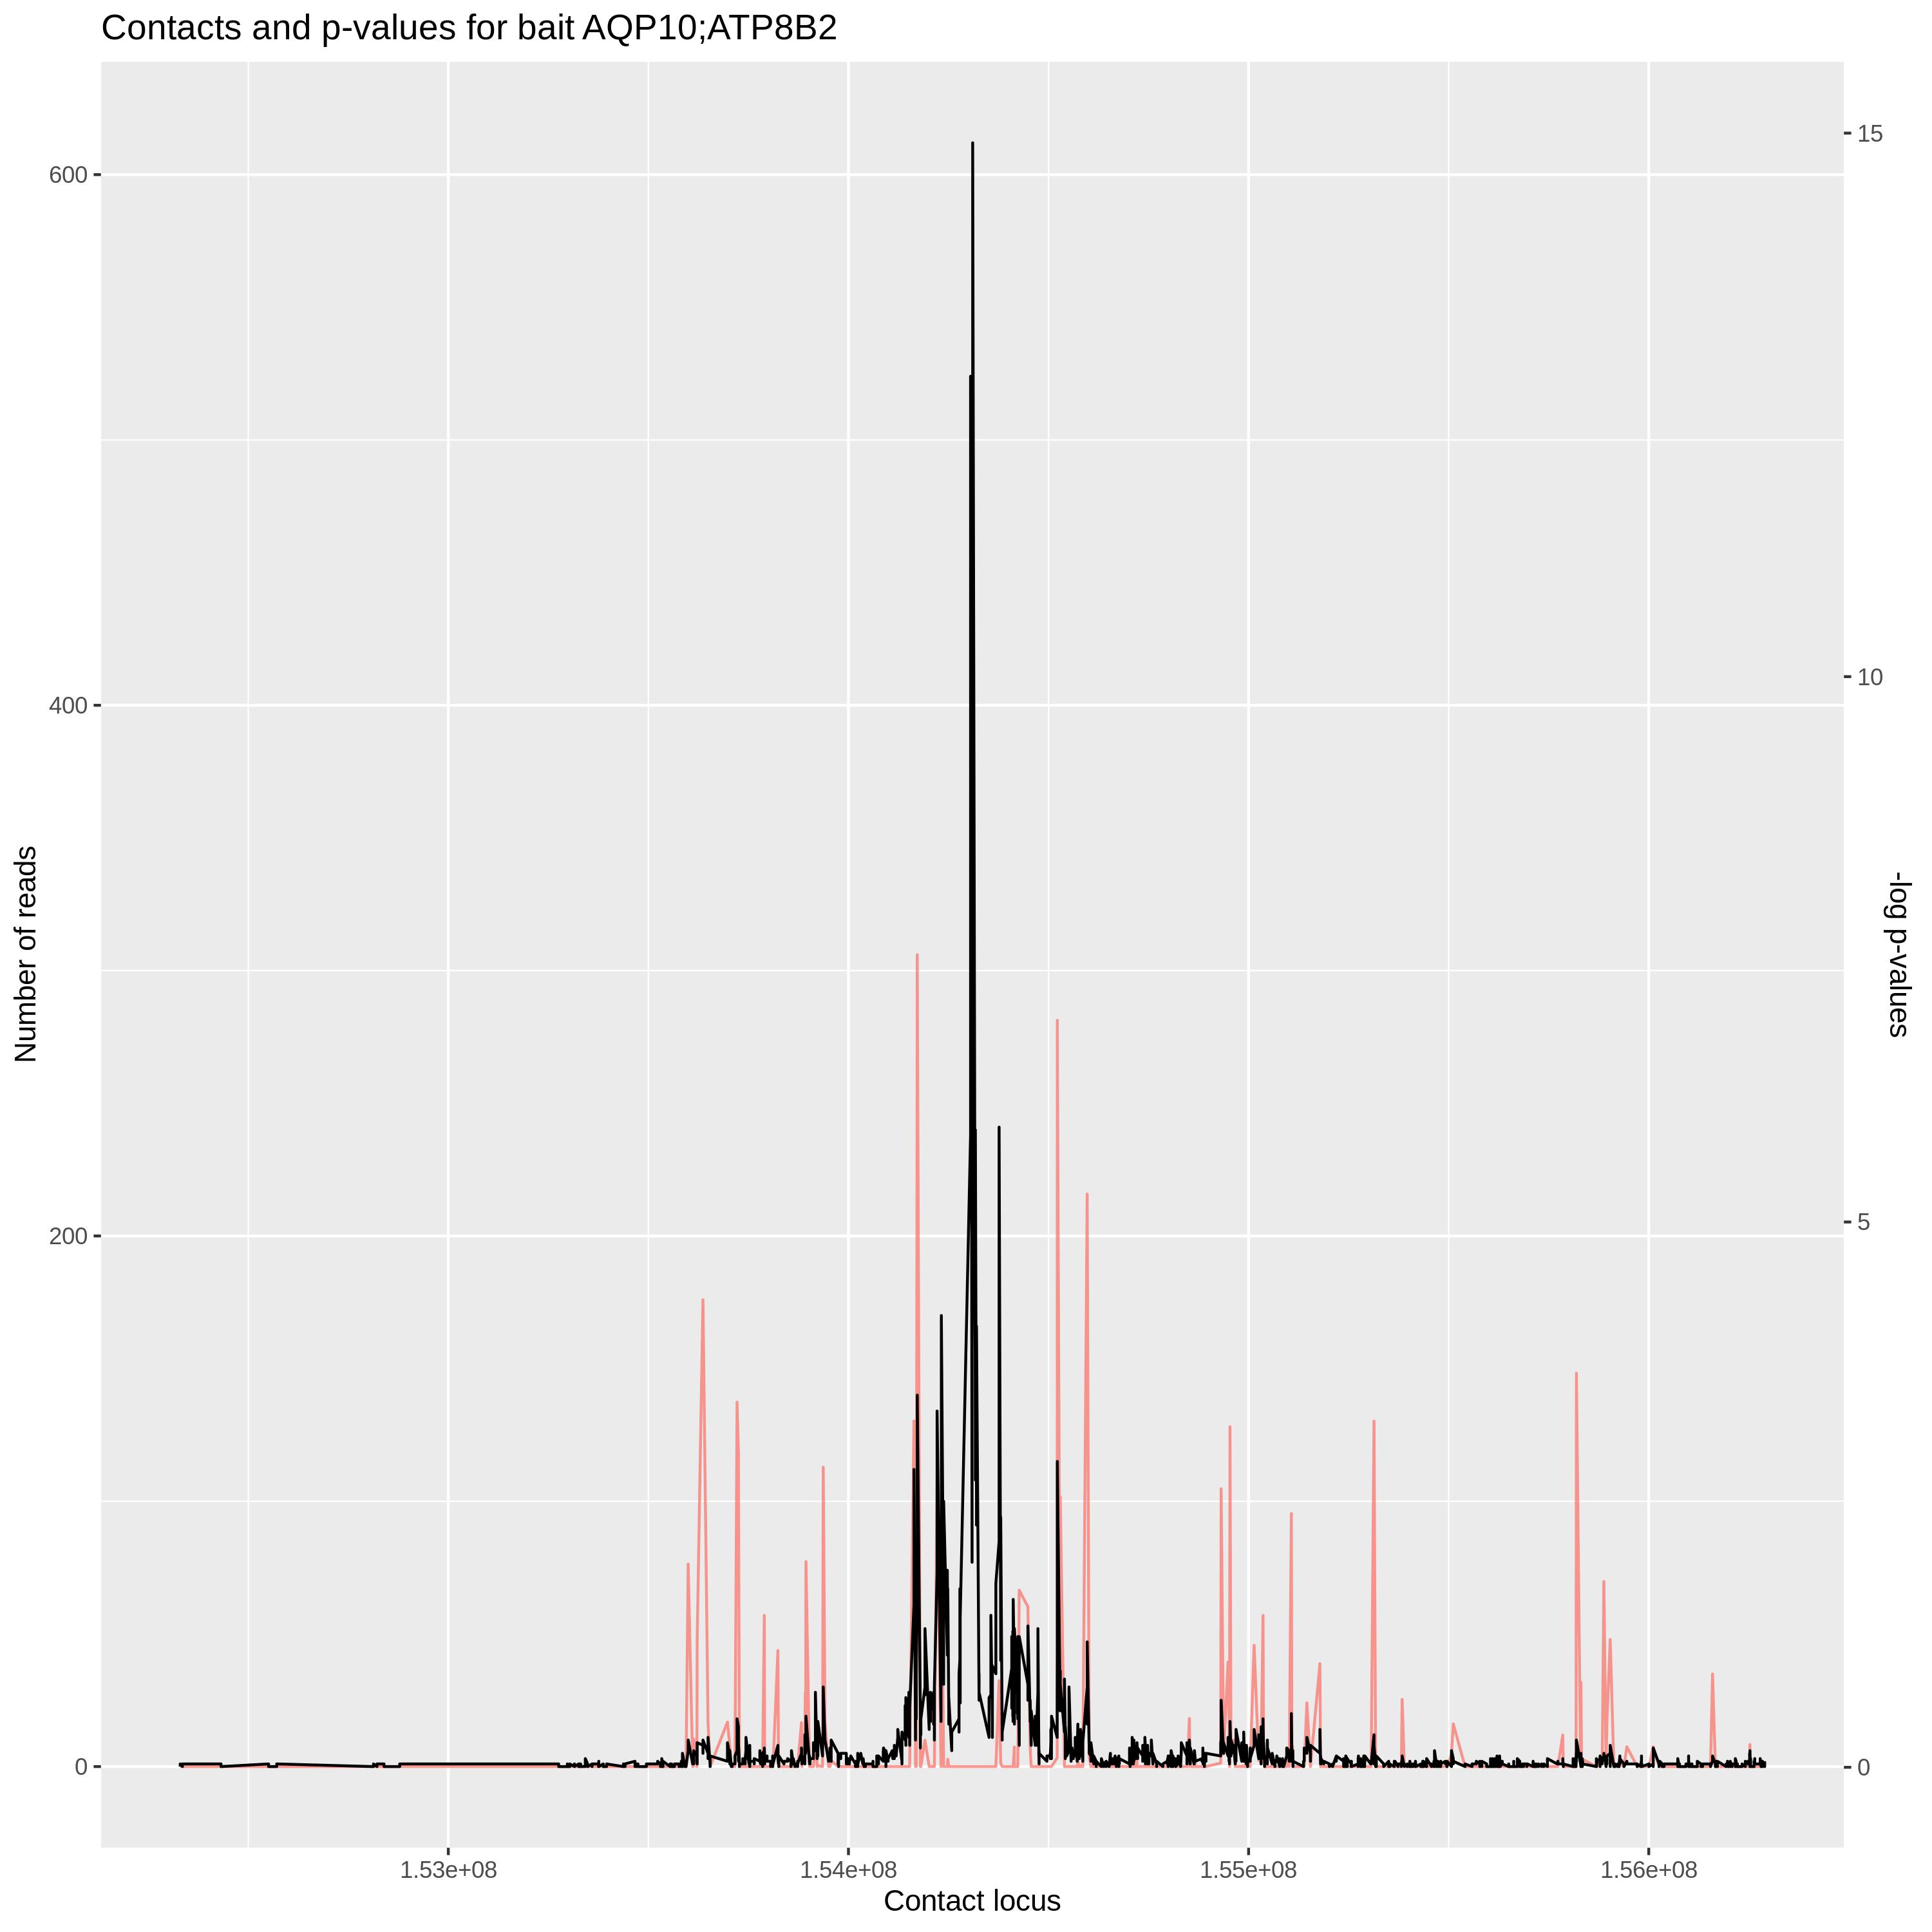 Contacts and p-values for bait AQP10;ATP8B2
600
400
200
0
Number of reads
15
10
5
0
-log p-values
1.53e+08
1.54e+08
1.55e+08
1.56e+08
Contact locus